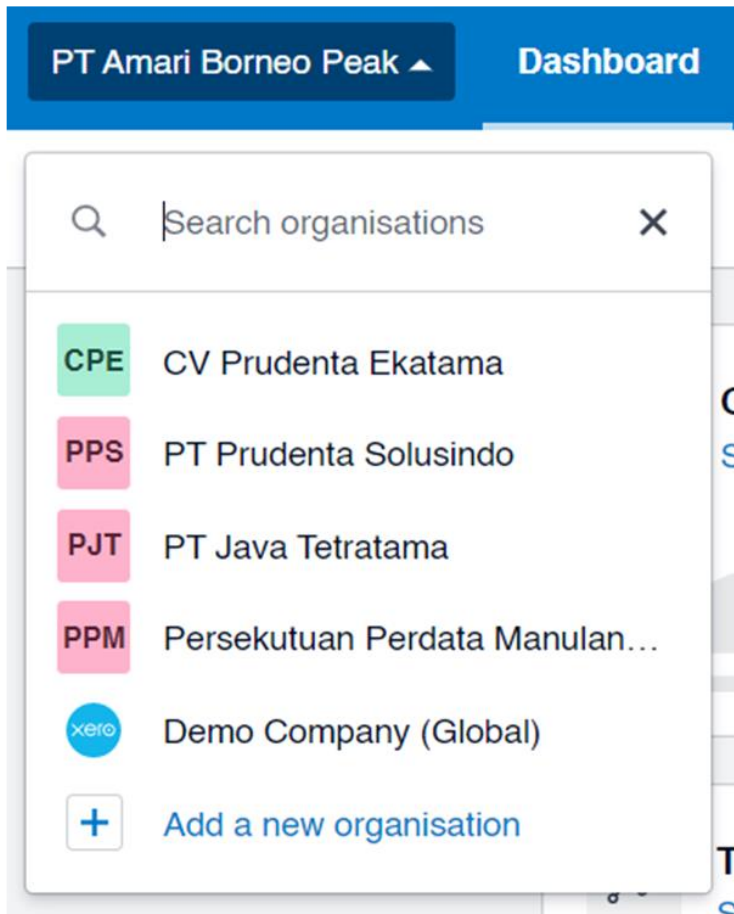 PT Amari Borneo Peak
Dashboard
Search organisations
CPE CV Prudenta Ekatama
PPS PT Prudenta Solusindo
PJT PT Java Tetratama
PPM Persekutuan Perdata Manulan...
xero Demo Company (Global)
+ Add a new organisation